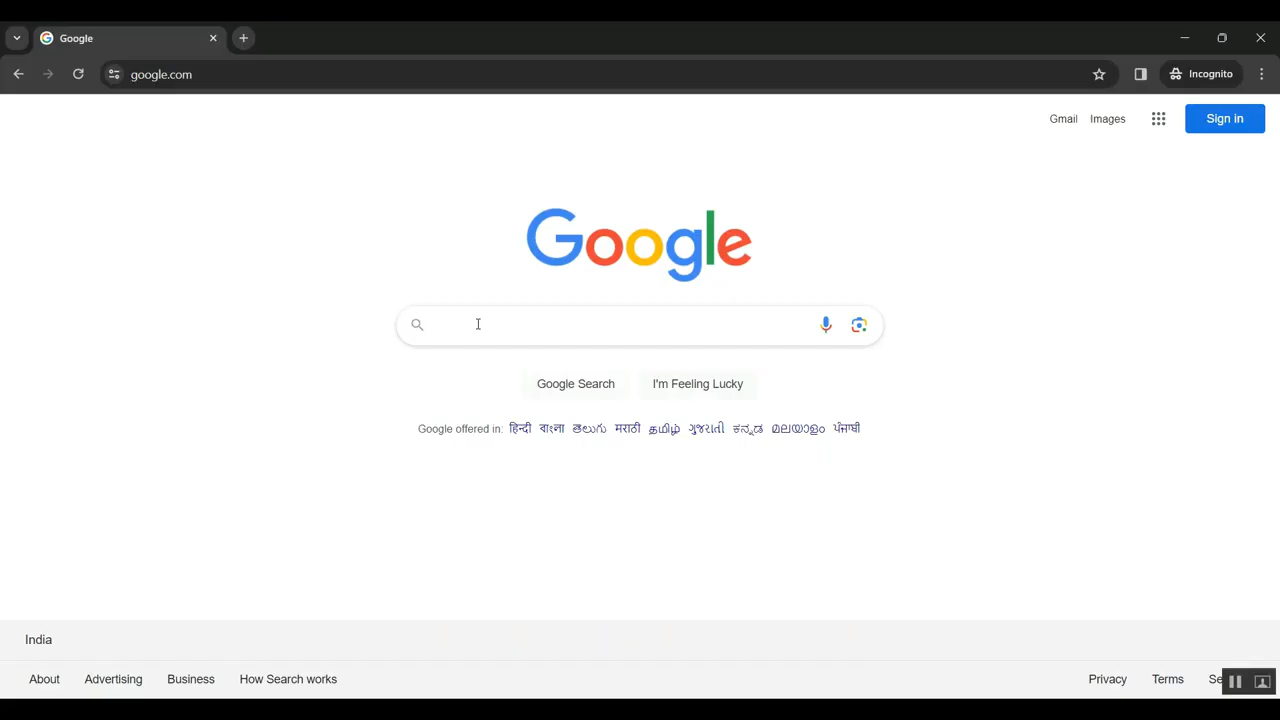 Google
google.com
Incognito
Gmail Images Sign in
Google
Google Search I'm Feeling Lucky
Google offered in: हिन्दी বাংলা తెలుగు मराठी தமிழ் ગુજરાતી ಕನ್ನಡ മലയാളം ਪੰਜਾਬੀ
India
About Advertising Business How Search works Privacy Terms